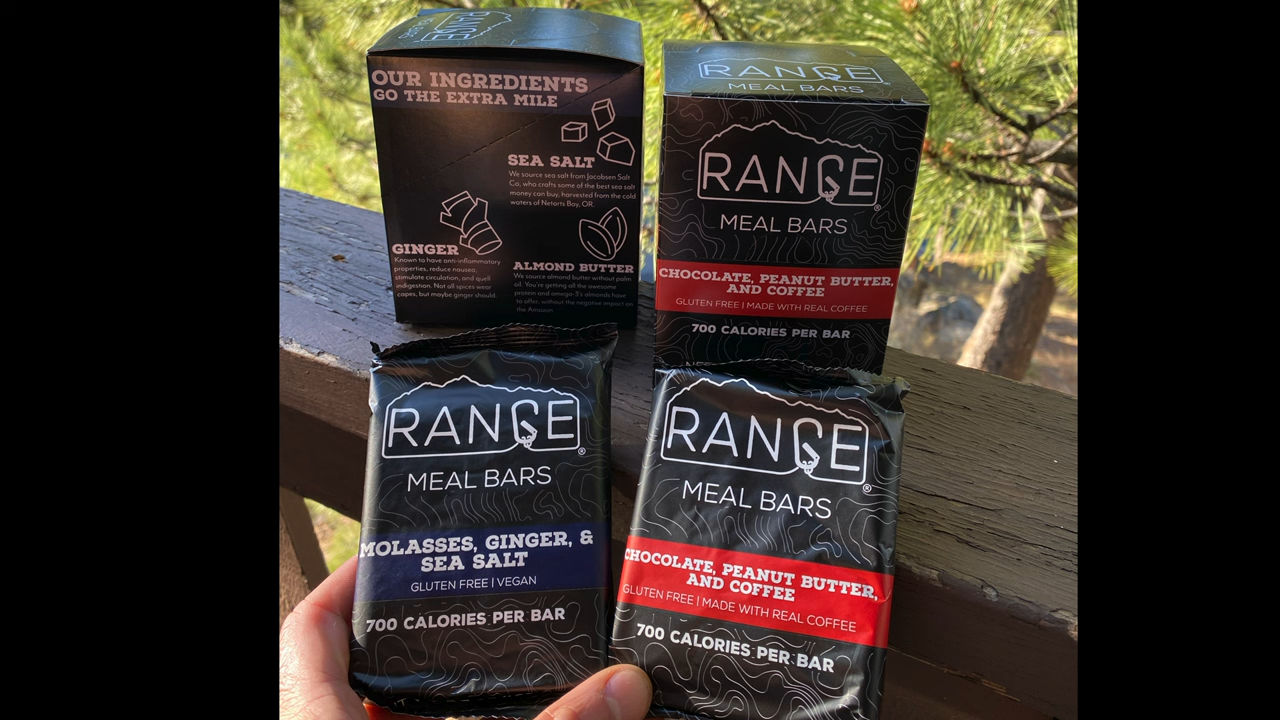 RANGE
OUR INGREDIENTS
GO THE EXTRA MILE
SEA SALT
We source sea salt from Jacobsen Salt
Co, who crafts some of the best sea salt
money can buy, harvested from the cold
waters of Netarts Bay, OR.
GINGER
Known to have anti-inflammatory
properties, reduce nausea,
stimulate circulation, and quell
indigestion. Not all spices wear
capes, but maybe ginger should.
ALMOND BUTTER
We source almond butter without palm
oil. You're getting all the awesome
protein and omega-3's almonds have
to offer, without the negative impact on
the Amazon
RANGE
MEAL BARS
RANGE®
MEAL BARS
CHOCOLATE, PEANUT BUTTER,
AND COFFEE
GLUTEN FREE | MADE WITH REAL COFFEE
700 CALORIES PER BAR
RANGE®
MEAL BARS
MOLASSES, GINGER, &
SEA SALT
GLUTEN FREE | VEGAN
700 CALORIES PER BAR
RANGE®
MEAL BARS
CHOCOLATE, PEANUT BUTTER,
AND COFFEE
GLUTEN FREE | MADE WITH REAL COFFEE
700 CALORIES PER BAR